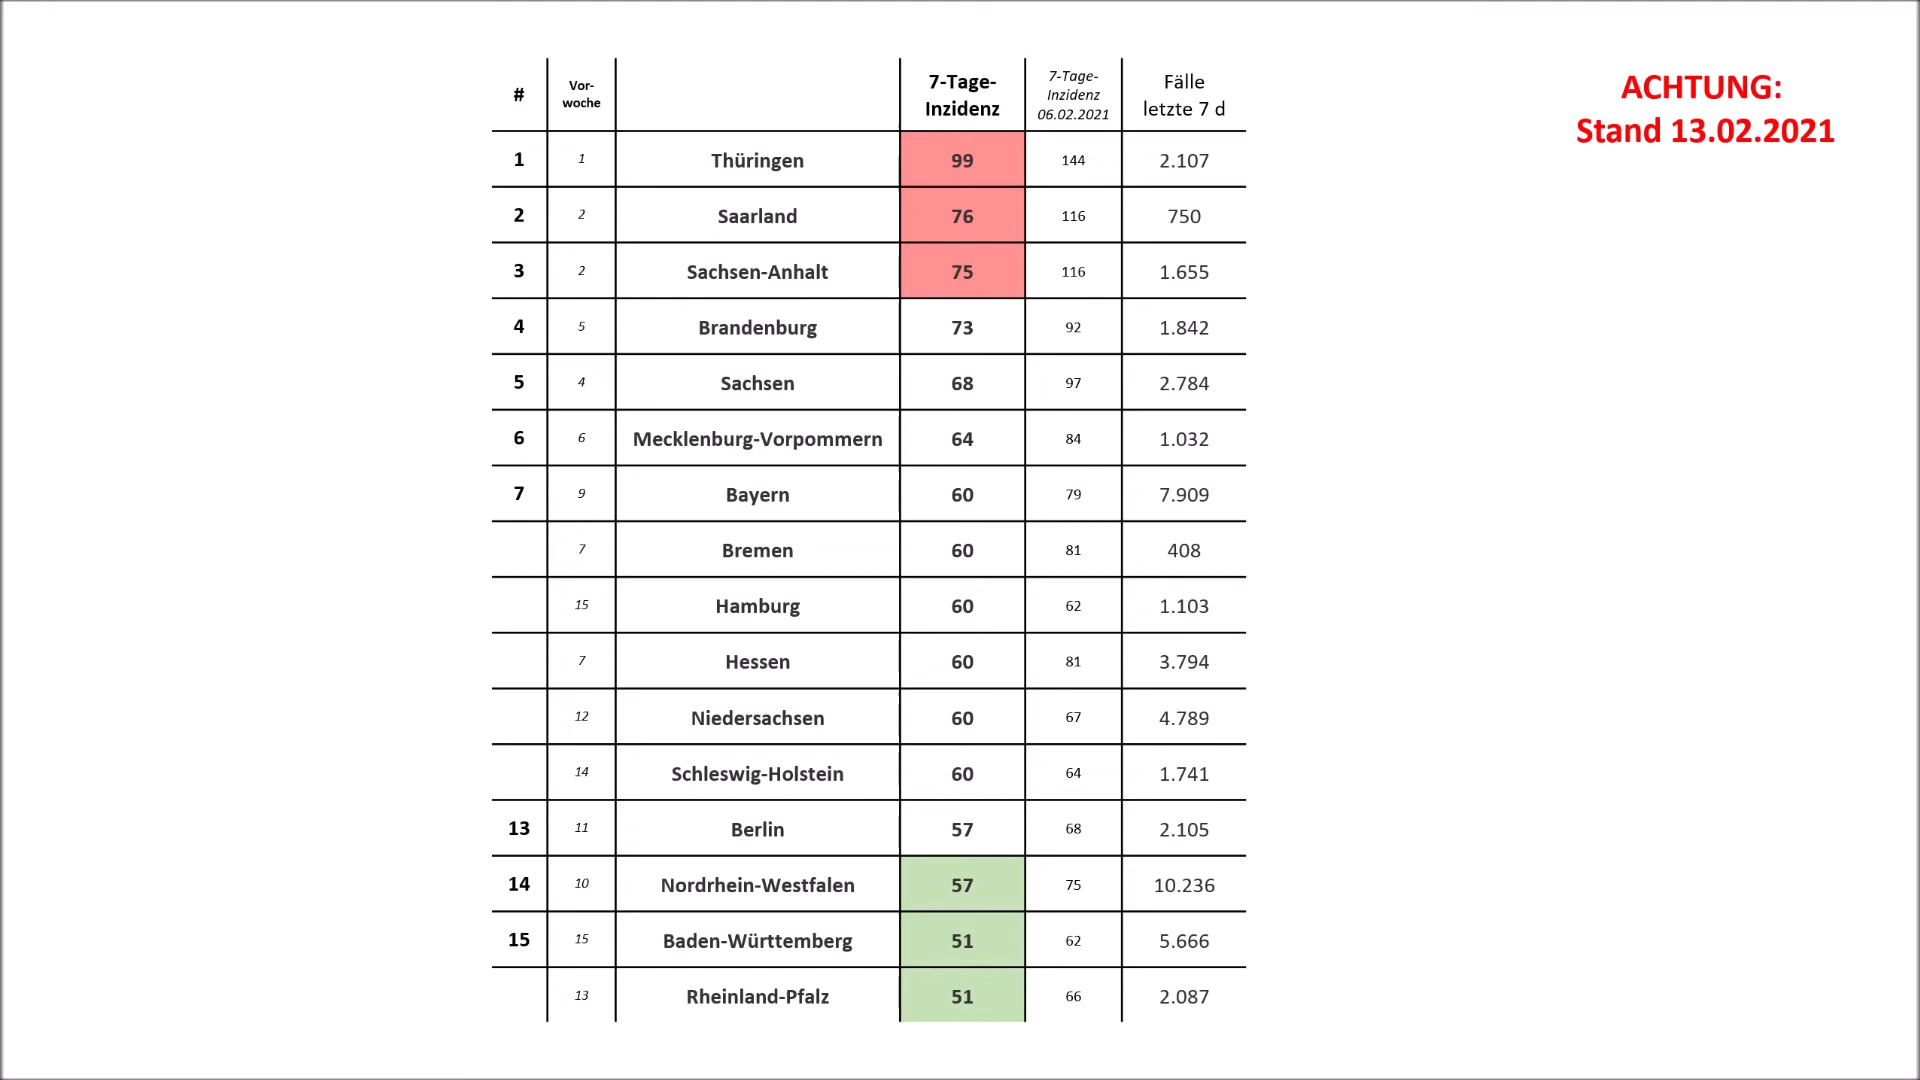 # Vor-woche 7-Tage-Inzidenz 7-Tage-Inzidenz 06.02.2021 Fälle letzte 7 d
1 1 Thüringen 99 144 2.107
2 2 Saarland 76 116 750
3 2 Sachsen-Anhalt 75 116 1.655
4 5 Brandenburg 73 92 1.842
5 4 Sachsen 68 97 2.784
6 6 Mecklenburg-Vorpommern 64 84 1.032
7 9 Bayern 60 79 7.909
7 Bremen 60 81 408
15 Hamburg 60 62 1.103
7 Hessen 60 81 3.794
12 Niedersachsen 60 67 4.789
14 Schleswig-Holstein 60 64 1.741
13 11 Berlin 57 68 2.105
14 10 Nordrhein-Westfalen 57 75 10.236
15 15 Baden-Württemberg 51 62 5.666
13 Rheinland-Pfalz 51 66 2.087
ACHTUNG:
Stand 13.02.2021